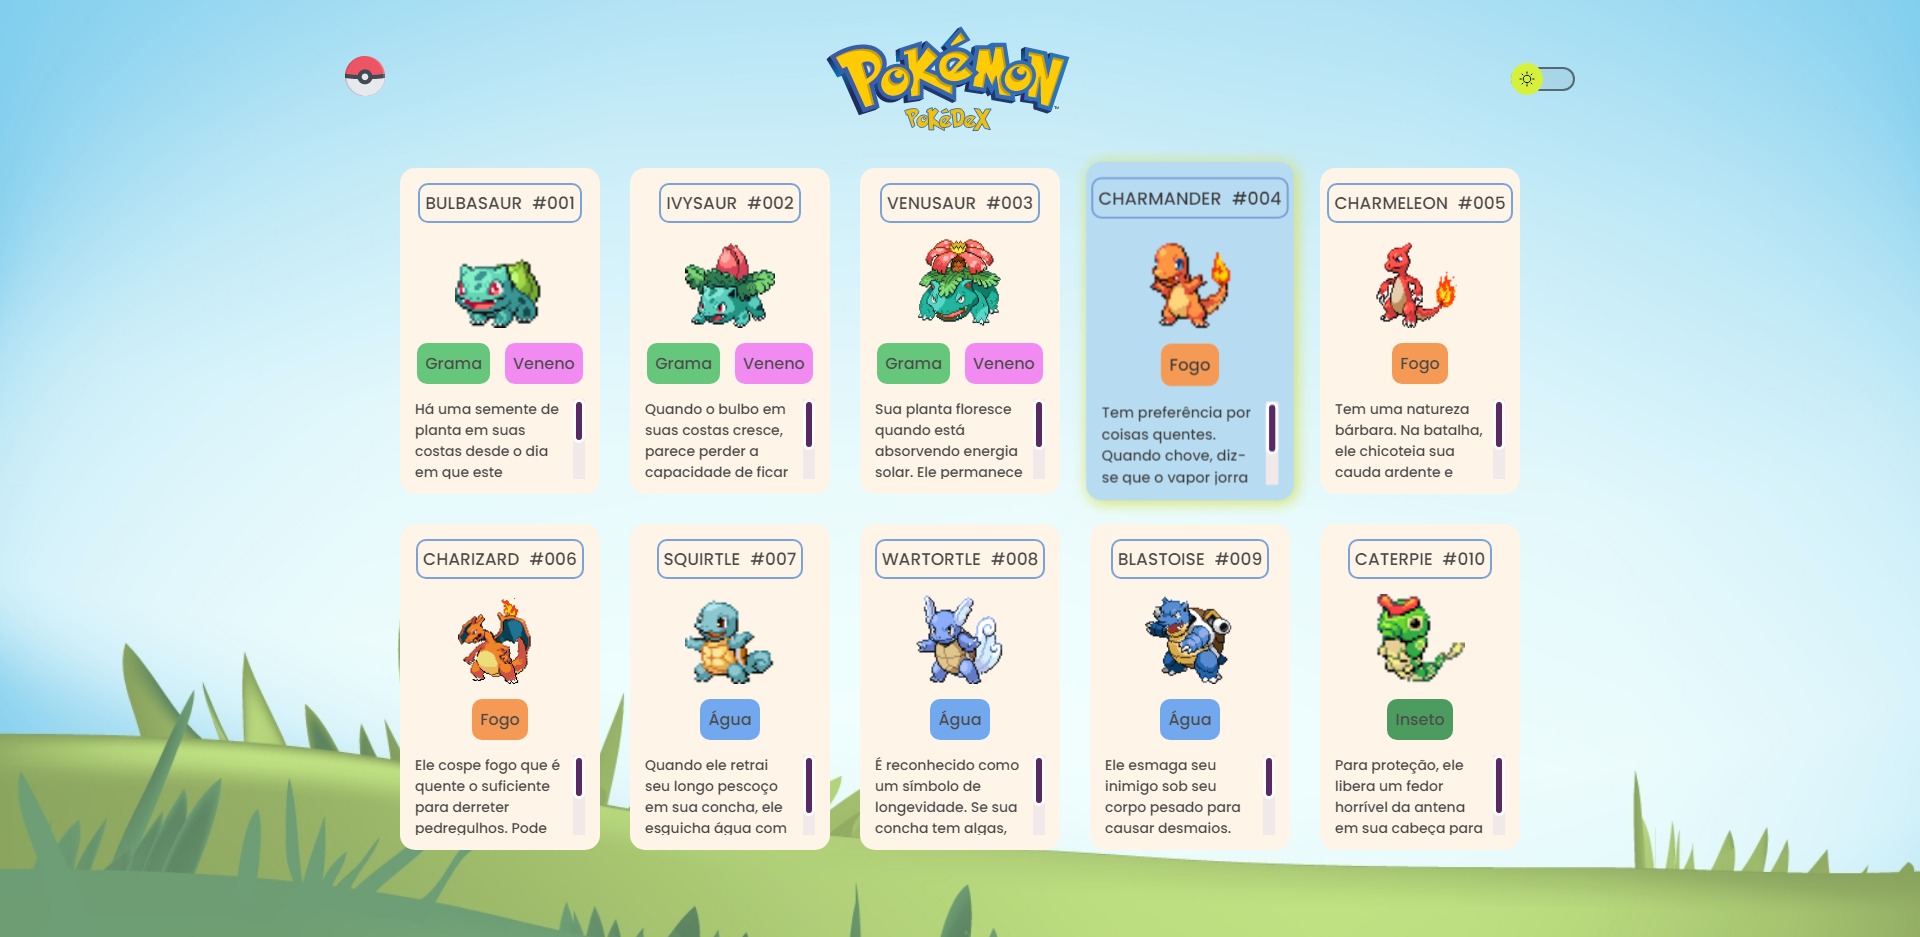 POKéMON
POKéDEX
BULBASAUR #001
Grama Veneno
Há uma semente de
planta em suas
costas desde o dia
em que este
IVYSAUR #002
Grama Veneno
Quando o bulbo em
suas costas cresce,
parece perder a
capacidade de ficar
VENUSAUR #003
Grama Veneno
Sua planta floresce
quando está
absorvendo energia
solar. Ele permanece
CHARMANDER #004
Fogo
Tem preferência por
coisas quentes.
Quando chove, diz-
se que o vapor jorra
CHARMELEON #005
Fogo
Tem uma natureza
bárbara. Na batalha,
ele chicoteia sua
cauda ardente e
CHARIZARD #006
Fogo
Ele cospe fogo que é
quente o suficiente
para derreter
pedregulhos. Pode
SQUIRTLE #007
Água
Quando ele retrai
seu longo pescoço
em sua concha, ele
esguicha água com
WARTORTLE #008
Água
É reconhecido como
um símbolo de
longevidade. Se sua
concha tem algas,
BLASTOISE #009
Água
Ele esmaga seu
inimigo sob seu
corpo pesado para
causar desmaios.
CATERPIE #010
Inseto
Para proteção, ele
libera um fedor
horrível da antena
em sua cabeça para